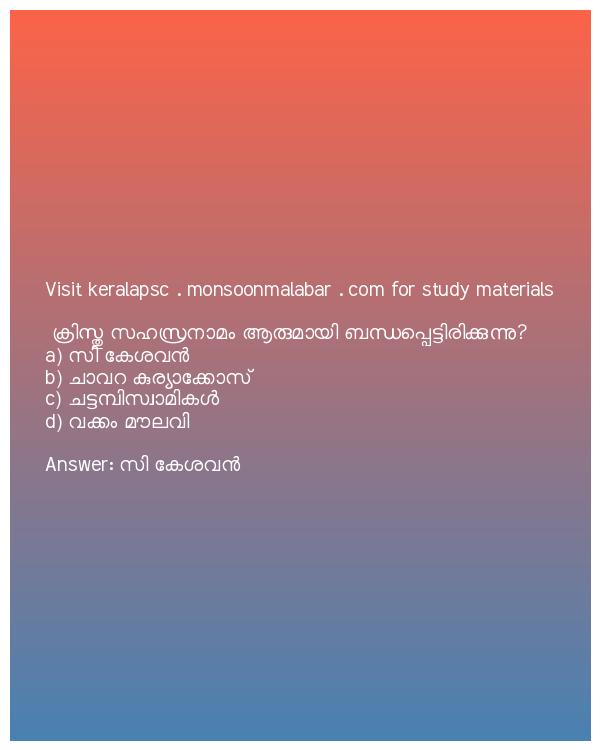 Visit keralapsc . monsoonmalabar . com for study materials
ക്രിസ്തു സഹസ്രനാമം ആരുമായി ബന്ധപ്പെട്ടിരിക്കുന്നു?
a) സി കേശവൻ
b) ചാവറ കുര്യാക്കോസ്
c) ചട്ടമ്പിസ്വാമികൾ
d) വക്കം മൗലവി
Answer: സി കേശവൻ